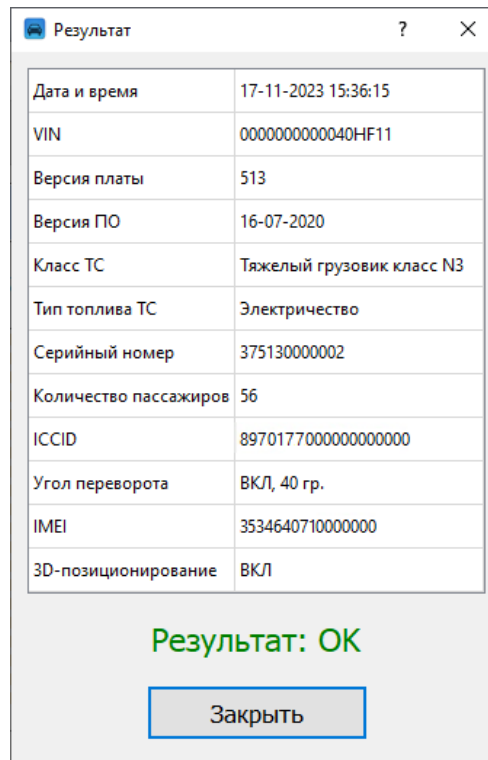 Результат ?
Дата и время 17-11-2023 15:36:15
VIN 0000000000040HF11
Версия платы 513
Версия ПО 16-07-2020
Класс ТС Тяжелый грузовик класс N3
Тип топлива ТС Электричество
Серийный номер 375130000002
Количество пассажиров 56
ICCID 8970177000000000000
Угол переворота ВКЛ, 40 гр.
IMEI 3534640710000000
3D-позиционирование ВКЛ
Результат: OK
Закрыть